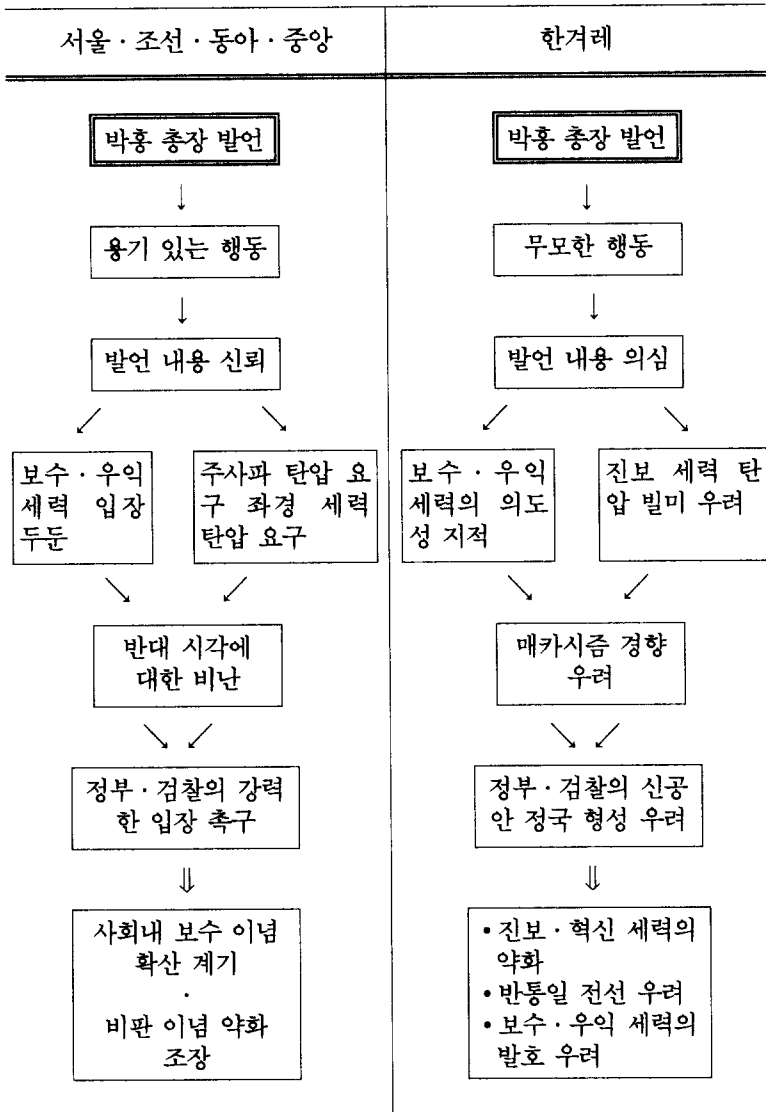 서울 · 조선 · 동아 · 중앙
한겨레
박홍 총장 발언
용기 있는 행동
발언 내용 신뢰
보수 · 우익
세력 입장
두둔
주사파 탄압 요
구 좌경 세력
탄압 요구
반대 시각에
대한 비난
정부 · 검찰의 강력
한 입장 촉구
사회내 보수 이념
확산 계기
·
비판 이념 약화
조장
박홍 총장 발언
무모한 행동
발언 내용 의심
보수 · 우익
세력의 의도
성 지적
진보 세력 탄
압 빌미 우려
매카시즘 경향
우려
정부 · 검찰의 신공
안 정국 형성 우려
• 진보 · 혁신 세력의
약화
• 반통일 전선 우려
• 보수 · 우익 세력의
발호 우려